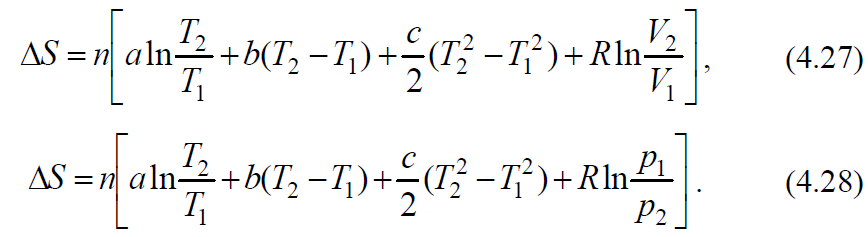 ΔS = n[a ln T₂/T₁ + b(T₂ − T₁) + c/2 (T₂² − T₁²) + R ln V₂/V₁], (4.27)
ΔS = n[a ln T₂/T₁ + b(T₂ − T₁) + c/2 (T₂² − T₁²) + R ln p₁/p₂]. (4.28)